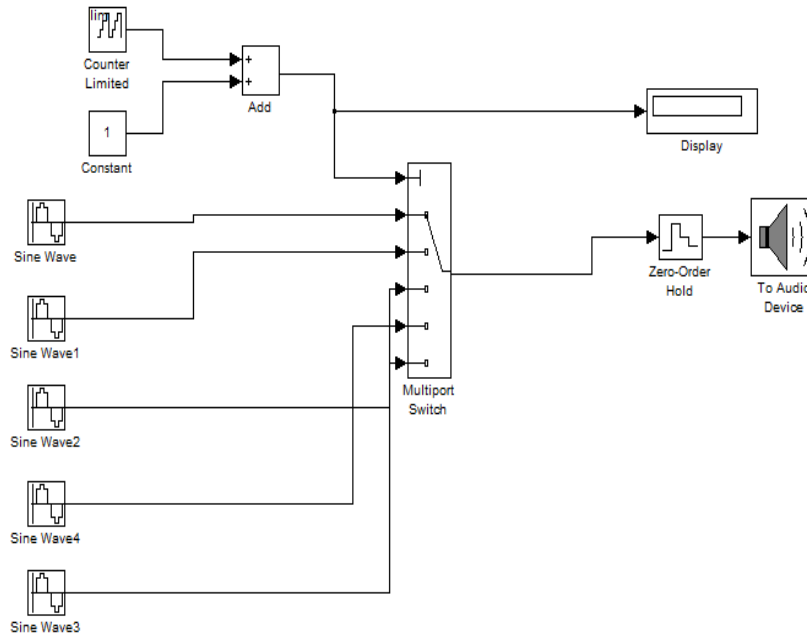 lim
Counter
Limited
+
+
Add
1
Constant
Display
Multiport
Switch
Zero-Order
Hold
To Audio
Device
Sine Wave
Sine Wave1
Sine Wave2
Sine Wave4
Sine Wave3